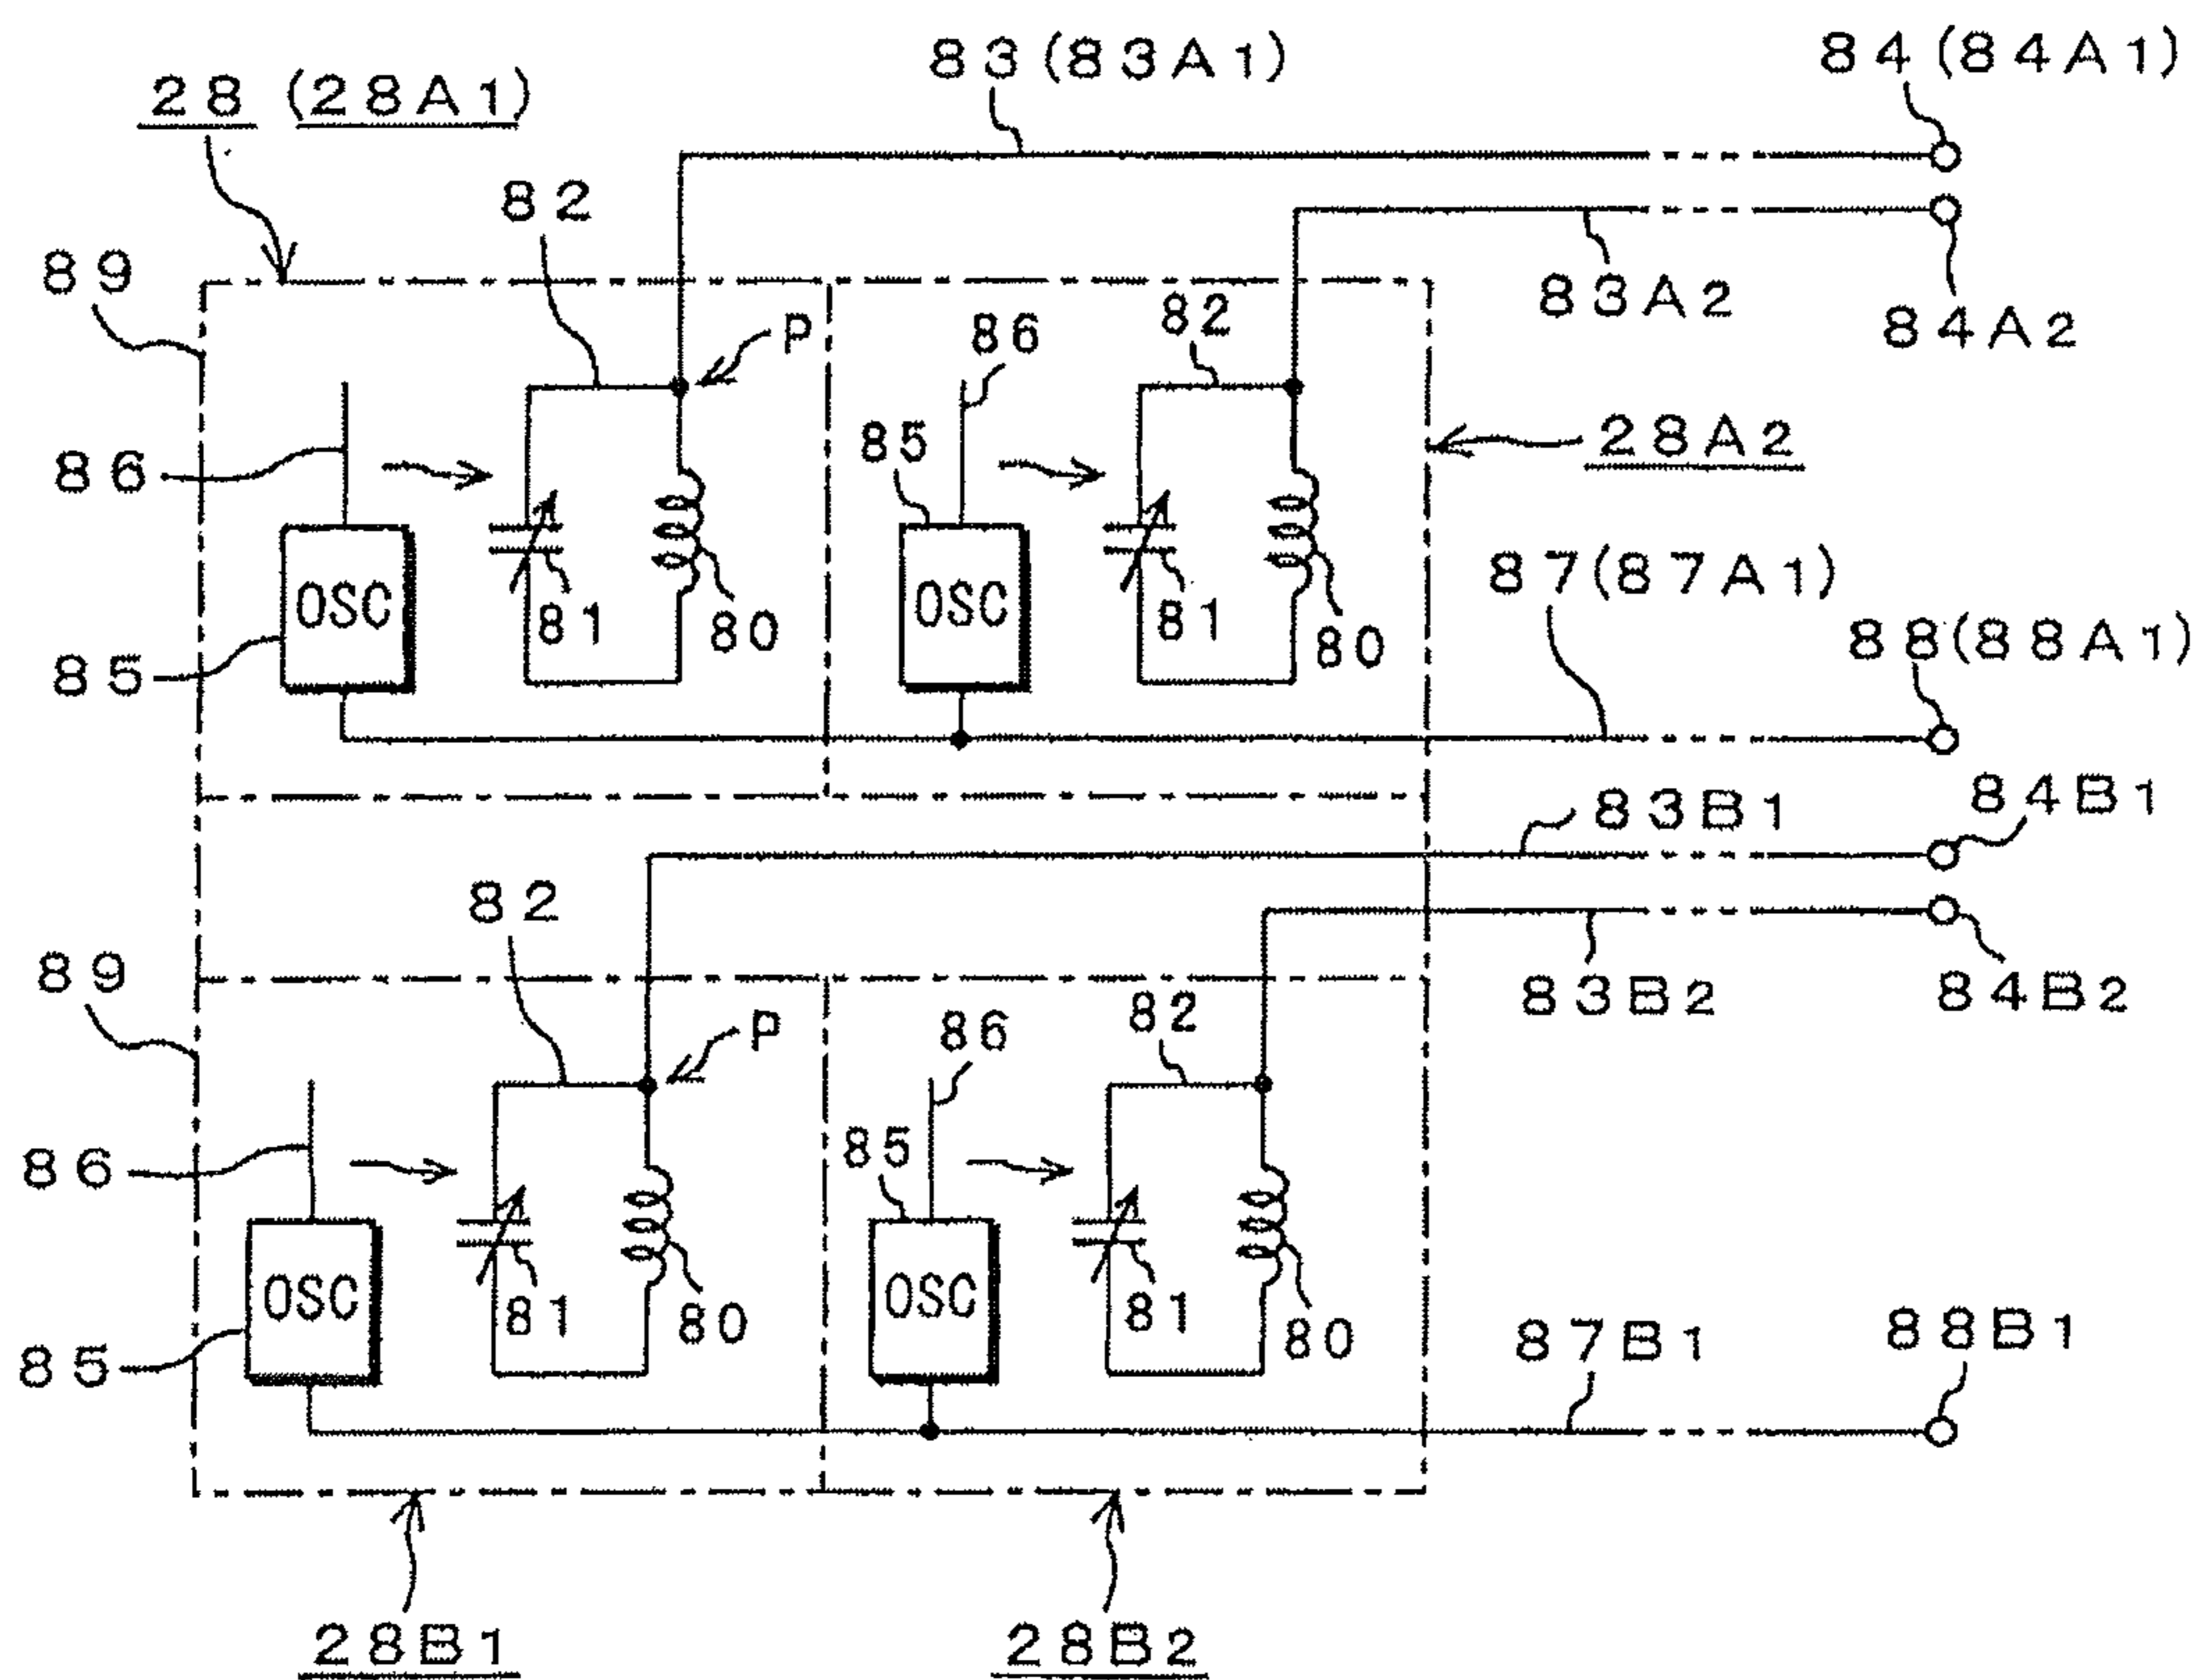 83(83A1)
84(84A1)
28(28A1)
82
89
83A2
84A2
P
86
82
85
28A2
86
OSC
81
80
OSC
81
80
87(87A1)
88(88A1)
85
83B1
84B1
82
89
83B2
84B2
P
86
82
85
86
OSC
81
80
OSC
81
80
87B1
88B1
85
28B1
28B2